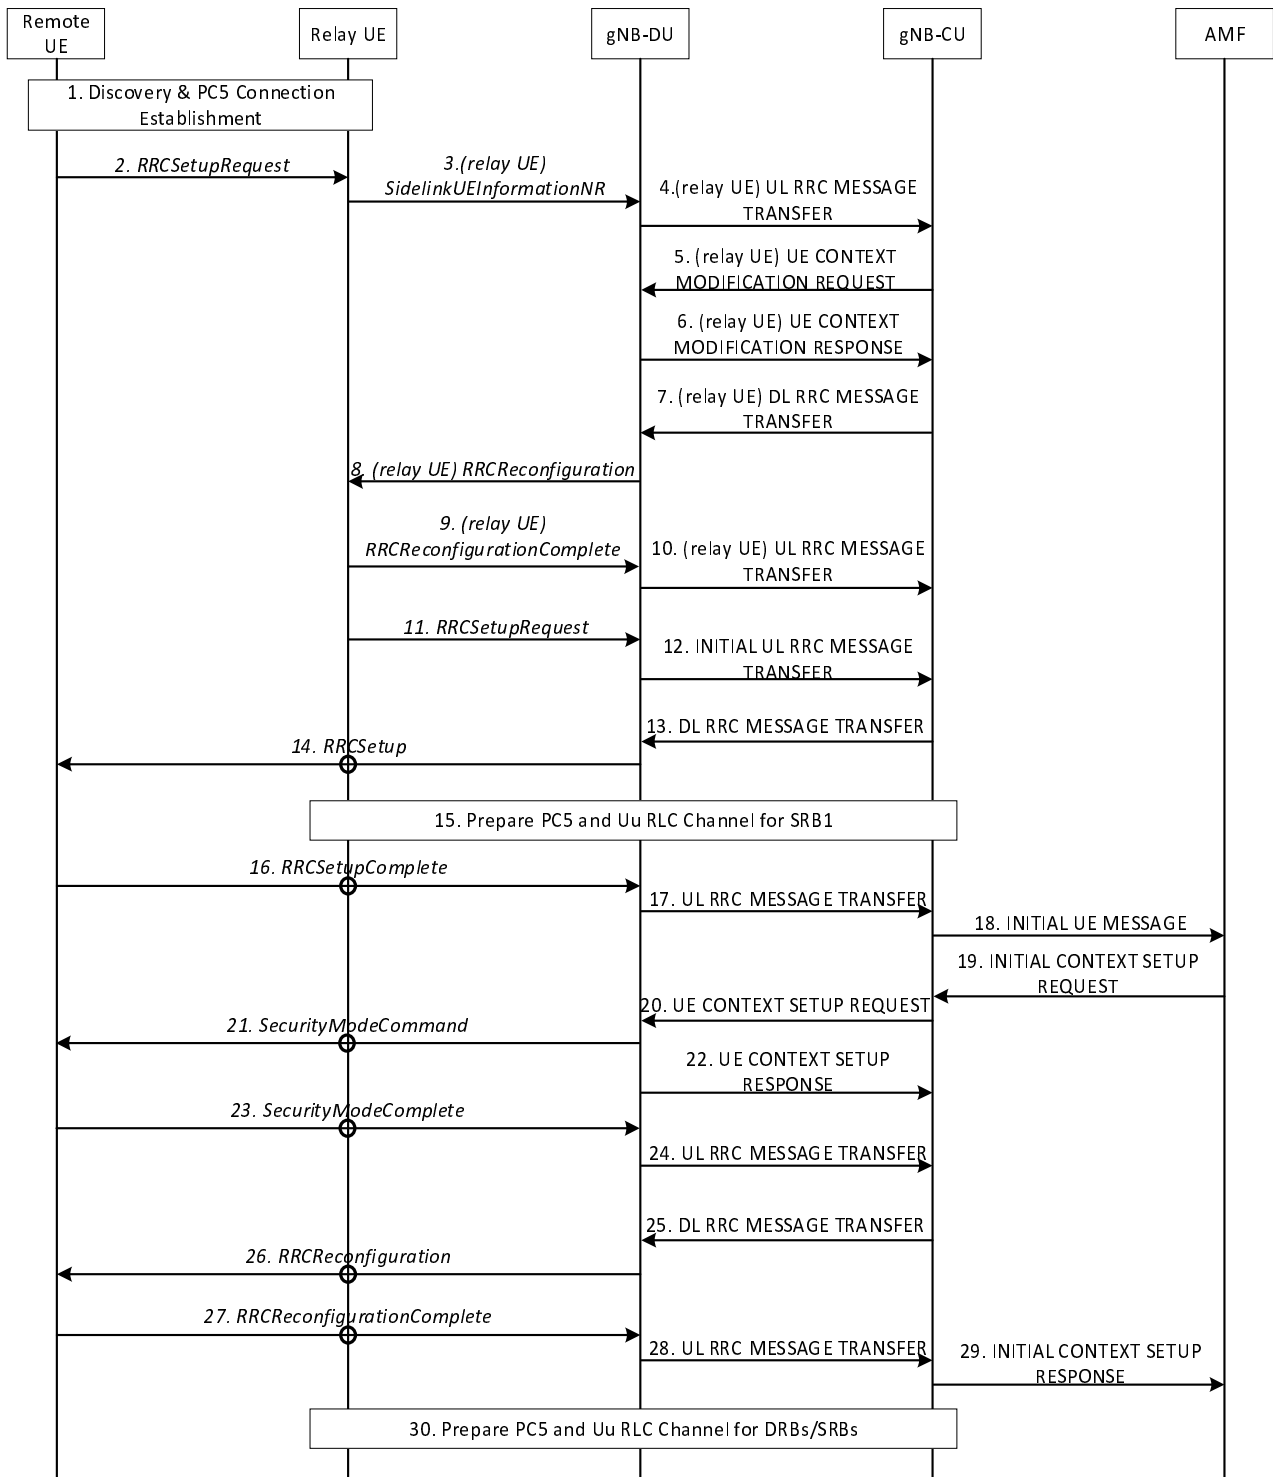 Remote
UE
Relay UE
gNB-DU
gNB-CU
AMF
1. Discovery & PC5 Connection
Establishment
2. RRCSetupRequest
3.(relay UE)
SidelinkUEInformationNR
4.(relay UE) UL RRC MESSAGE
TRANSFER
5. (relay UE) UE CONTEXT
MODIFICATION REQUEST
6. (relay UE) UE CONTEXT
MODIFICATION RESPONSE
7. (relay UE) DL RRC MESSAGE
TRANSFER
8. (relay UE) RRCReconfiguration
9. (relay UE)
RRCReconfigurationComplete
10. (relay UE) UL RRC MESSAGE
TRANSFER
11. RRCSetupRequest
12. INITIAL UL RRC MESSAGE
TRANSFER
13. DL RRC MESSAGE TRANSFER
14. RRCSetup
15. Prepare PC5 and Uu RLC Channel for SRB1
16. RRCSetupComplete
17. UL RRC MESSAGE TRANSFER
18. INITIAL UE MESSAGE
19. INITIAL CONTEXT SETUP
REQUEST
20. UE CONTEXT SETUP REQUEST
21. SecurityModeCommand
22. UE CONTEXT SETUP
RESPONSE
23. SecurityModeComplete
24. UL RRC MESSAGE TRANSFER
25. DL RRC MESSAGE TRANSFER
26. RRCReconfiguration
27. RRCReconfigurationComplete
28. UL RRC MESSAGE TRANSFER
29. INITIAL CONTEXT SETUP
RESPONSE
30. Prepare PC5 and Uu RLC Channel for DRBs/SRBs